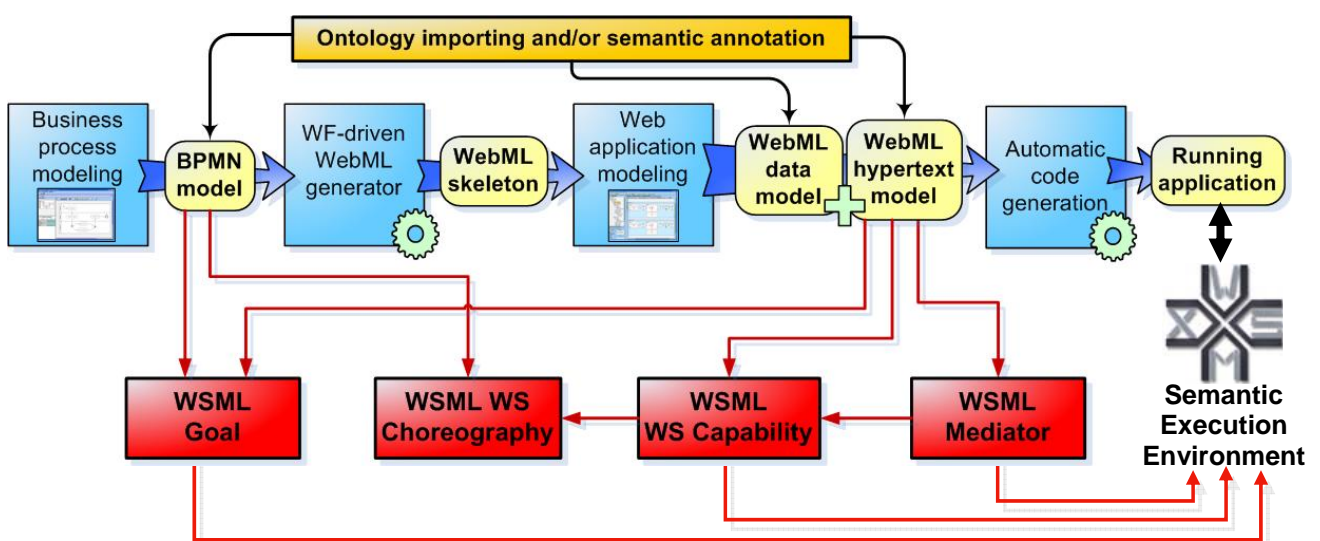 Ontology importing and/or semantic annotation
Business
process
modeling
BPMN
model
WF-driven
WebML
generator
WebML
skeleton
Web
application
modeling
WebML
data
model
WebML
hypertext
model
Automatic
code
generation
Running
application
W
S
M
X
Semantic
Execution
Environment
WSML
Goal
WSML WS
Choreography
WSML
WS Capability
WSML
Mediator